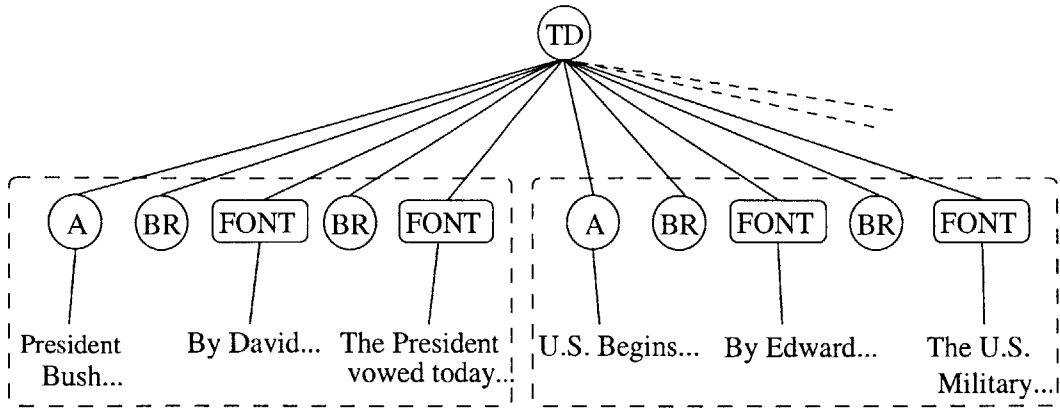 TD
A BR FONT BR FONT A BR FONT BR FONT
President Bush...
By David...
The President vowed today...
U.S. Begins...
By Edward...
The U.S. Military...